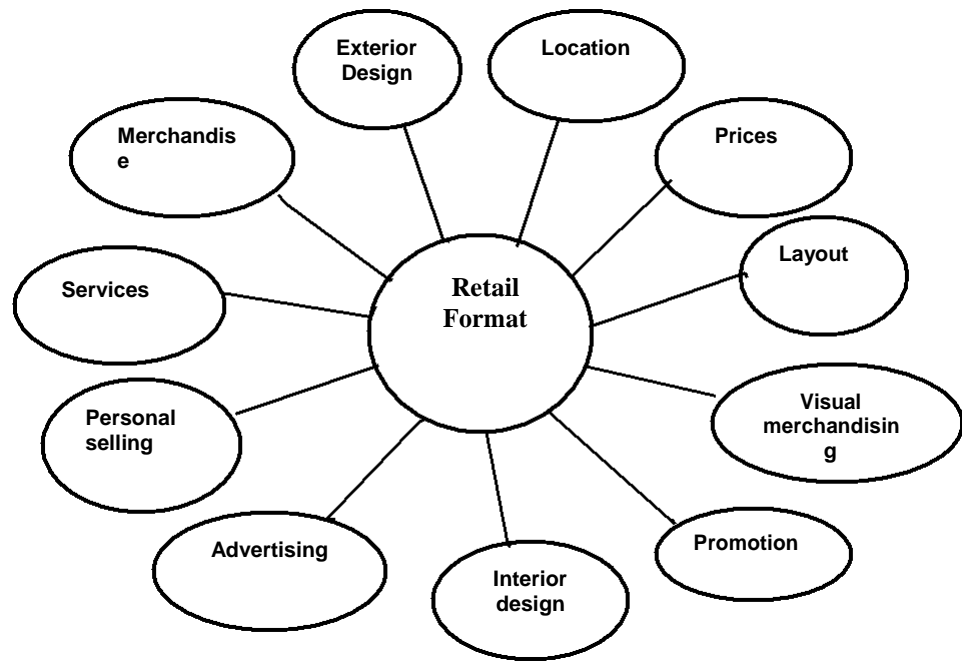 Exterior
Design
Location
Merchandis
e
Prices
Services
Retail
Format
Layout
Personal
selling
Visual
merchandisin
g
Advertising
Interior
design
Promotion